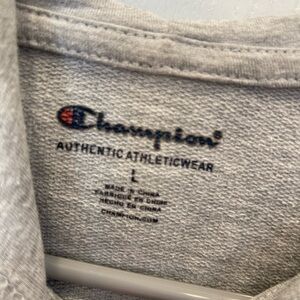 Champion®
AUTHENTIC ATHLETICWEAR
L
MADE IN CHINA
FABRIQUÉ EN CHINE
HECHO EN CHINA
CHAMPION.COM